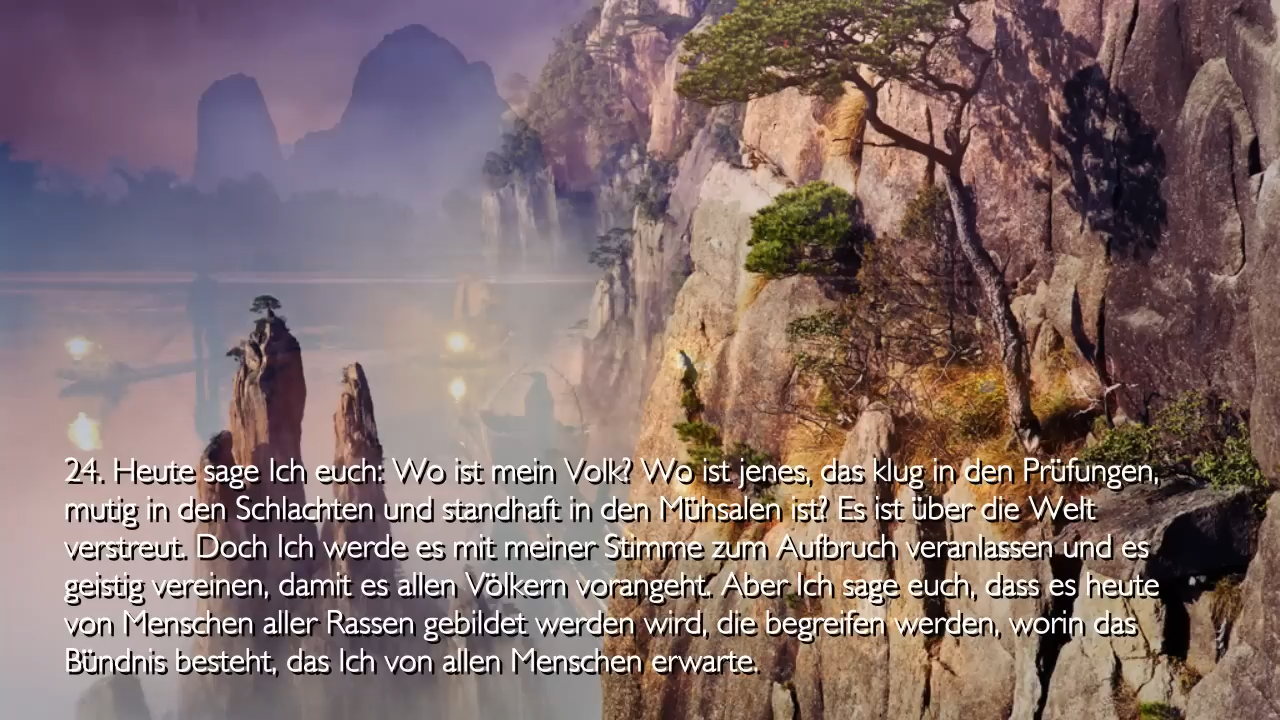 24. Heute sage Ich euch: Wo ist mein Volk? Wo ist jenes, das klug in den Prüfungen,
mutig in den Schlachten und standhaft in den Mühsalen ist? Es ist über die Welt
verstreut. Doch Ich werde es mit meiner Stimme zum Aufbruch veranlassen und es
geistig vereinen, damit es allen Völkern vorangeht. Aber Ich sage euch, dass es heute
von Menschen aller Rassen gebildet werden wird, die begreifen werden, worin das
Bündnis besteht, das Ich von allen Menschen erwarte.